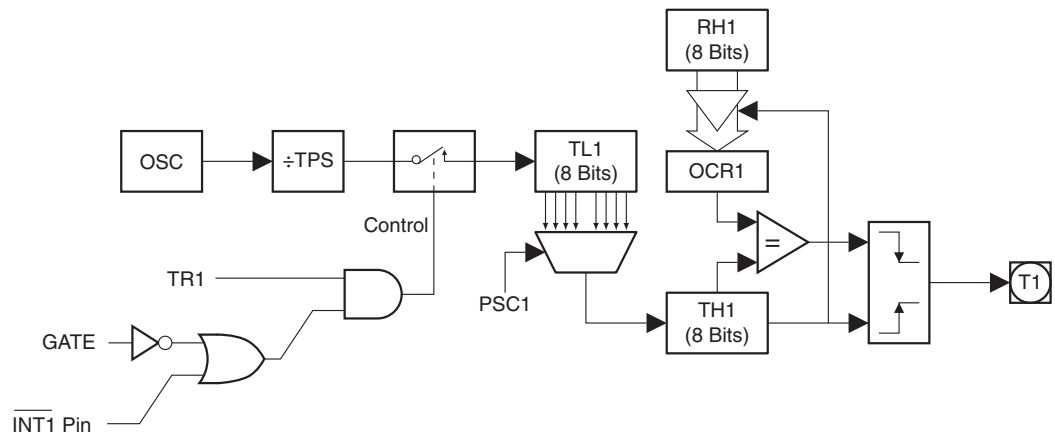 RH1
(8 Bits)
OSC
÷TPS
TL1
(8 Bits)
OCR1
Control
=
TR1
PSC1
T1
TH1
(8 Bits)
GATE
INT1 Pin